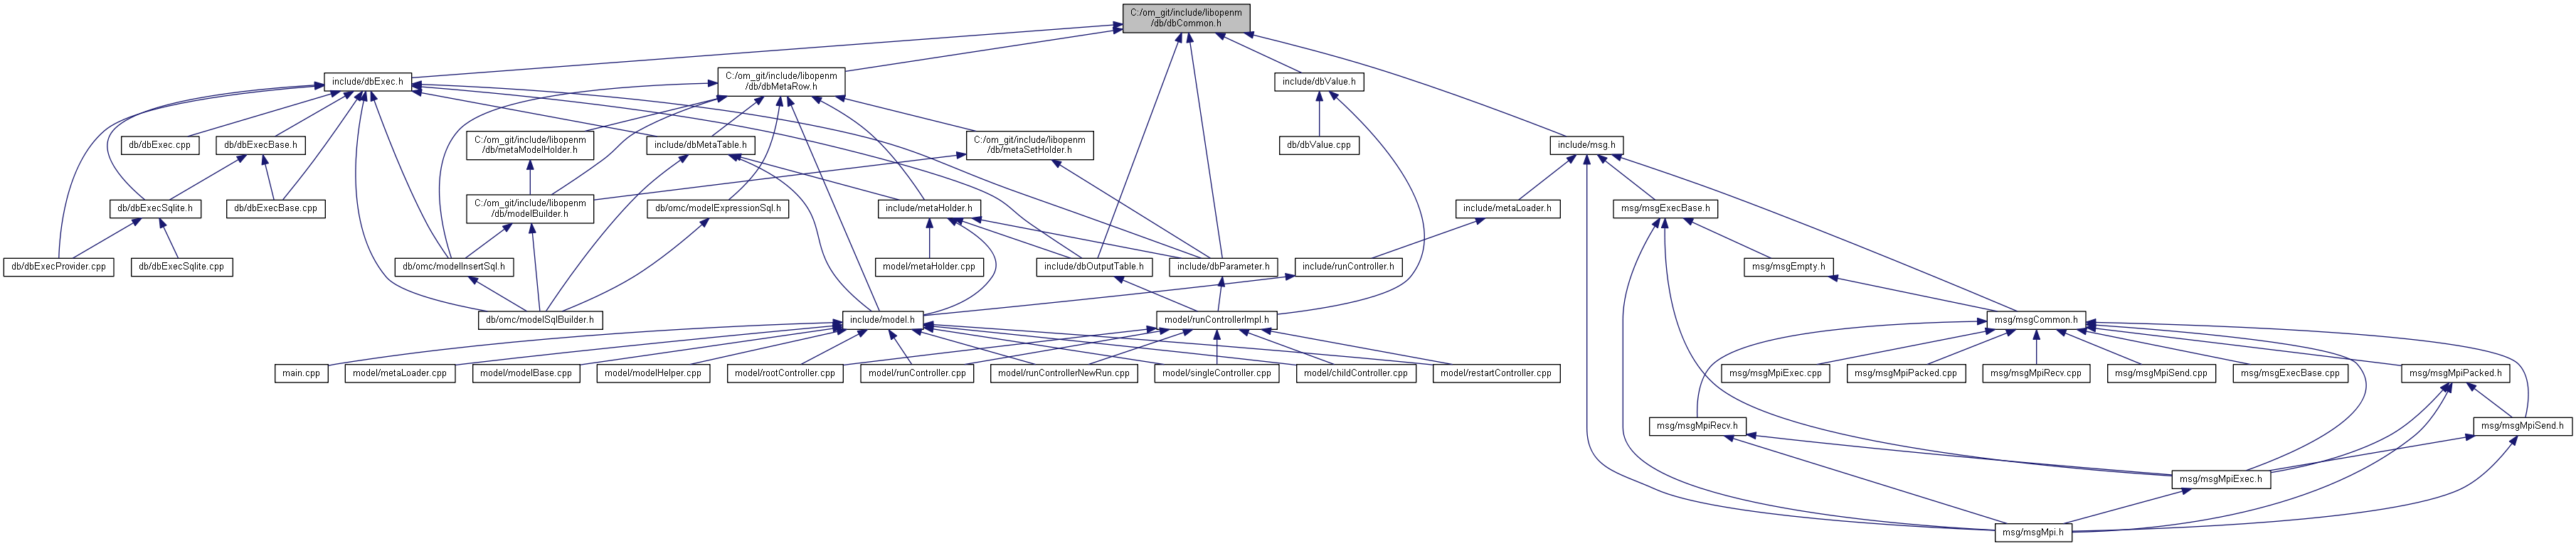 C:/om_git/include/libopenm
/db/dbCommon.h
include/dbExec.h
C:/om_git/include/libopenm
/db/dbMetaRow.h
include/dbValue.h
db/dbExec.cpp
db/dbExecBase.h
C:/om_git/include/libopenm
/db/metaModelHolder.h
include/dbMetaTable.h
C:/om_git/include/libopenm
/db/metaSetHolder.h
db/dbValue.cpp
include/msg.h
db/dbExecSqlite.h
db/dbExecBase.cpp
C:/om_git/include/libopenm
/db/modelBuilder.h
db/omc/modelExpressionSql.h
include/metaHolder.h
include/metaLoader.h
msg/msgExecBase.h
db/dbExecProvider.cpp
db/dbExecSqlite.cpp
db/omc/modelInsertSql.h
model/metaHolder.cpp
include/dbOutputTable.h
include/dbParameter.h
include/runController.h
msg/msgEmpty.h
db/omc/modelSqlBuilder.h
include/model.h
model/runControllerImpl.h
msg/msgCommon.h
main.cpp
model/metaLoader.cpp
model/modelBase.cpp
model/modelHelper.cpp
model/rootController.cpp
model/runController.cpp
model/runControllerNewRun.cpp
model/singleController.cpp
model/childController.cpp
model/restartController.cpp
msg/msgMpiExec.cpp
msg/msgMpiPacked.cpp
msg/msgMpiRecv.cpp
msg/msgMpiSend.cpp
msg/msgExecBase.cpp
msg/msgMpiPacked.h
msg/msgMpiRecv.h
msg/msgMpiSend.h
msg/msgMpiExec.h
msg/msgMpi.h